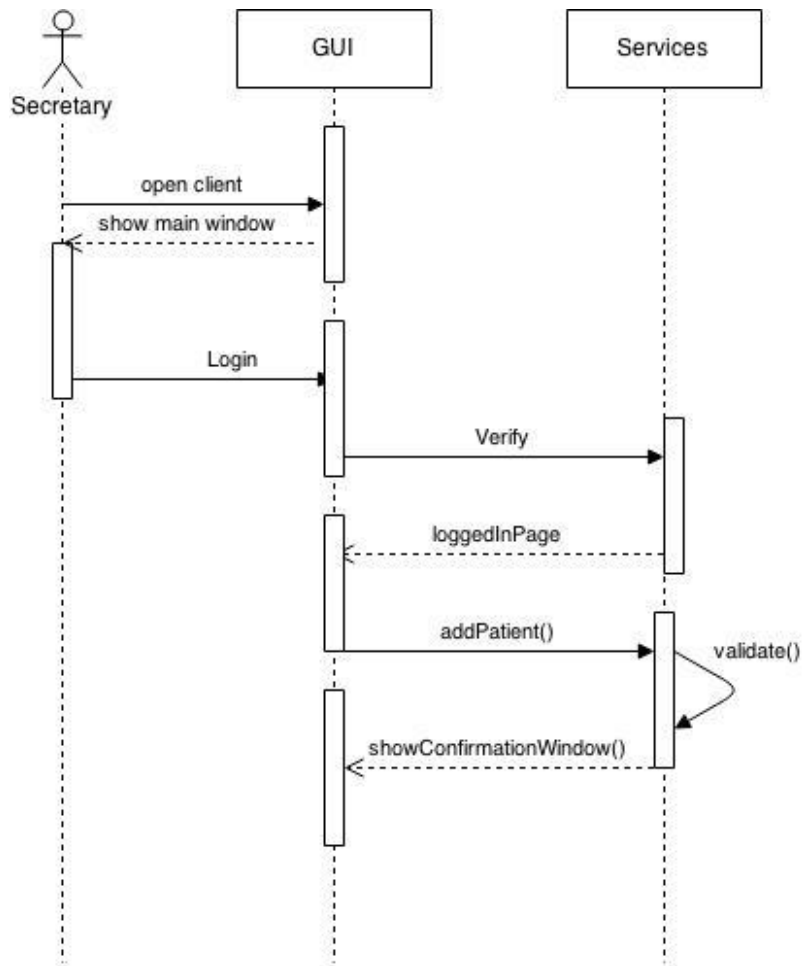 GUI
Services
Secretary
open client
show main window
Login
Verify
loggedInPage
addPatient()
validate()
showConfirmationWindow()